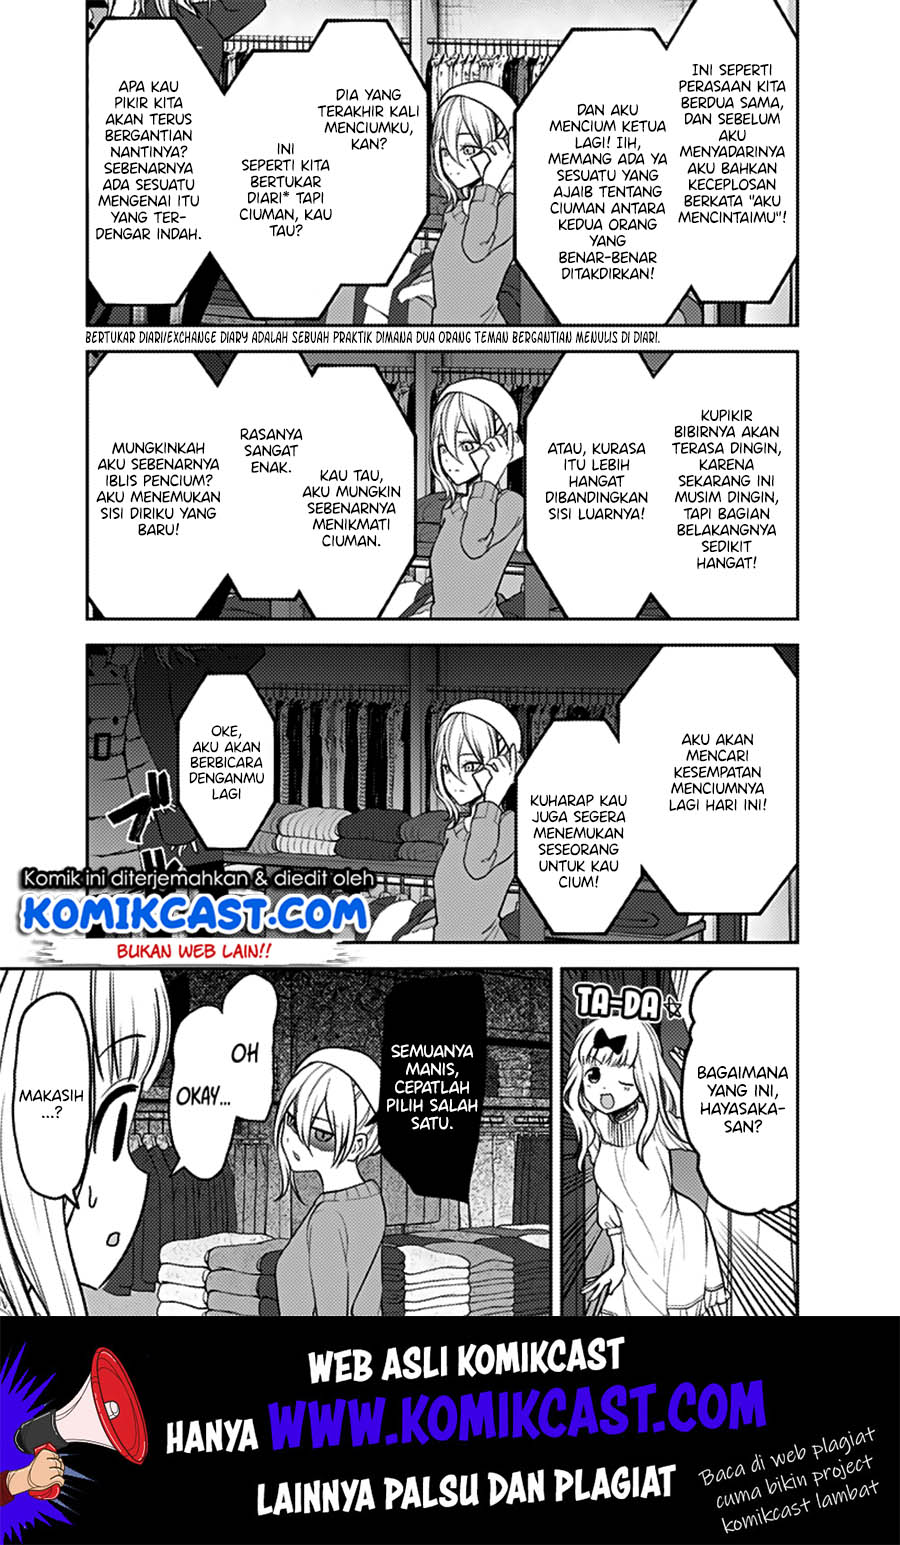 INI SEPERTI
PERASAAN KITA
BERDUA SAMA,
DAN SEBELUM
AKU
MENYADARINYA
AKU BAHKAN
KECEPLOSAN
BERKATA "AKU
MENCINTAIMU"!
DAN AKU
MENCIUM KETUA
LAGI! IIH,
MEMANG ADA YA
SESUATU YANG
AJAIB TENTANG
CIUMAN ANTARA
KEDUA ORANG
YANG
BENAR-BENAR
DITAKDIRKAN!
DIA YANG
TERAKHIR KALI
MENCIUMKU,
KAN?
INI
SEPERTI KITA
BERTUKAR
DIARI* TAPI
CIUMAN, KAU
TAU?
APA KAU
PIKIR KITA
AKAN TERUS
BERGANTIAN
NANTINYA?
SEBENARNYA
ADA SESUATU
MENGENAI ITU
YANG TER-
DENGAR INDAH.
BERTUKAR DIARI/EXCHANGE DIARY ADALAH SEBUAH PRAKTIK DIMANA DUA ORANG TEMAN BERGANTIAN MENULIS DI DIARI.
KUPIKIR
BIBIRNYA AKAN
TERASA DINGIN,
KARENA
SEKARANG INI
MUSIM DINGIN,
TAPI BAGIAN
BELAKANGNYA
SEDIKIT
HANGAT!
ATAU, KURASA
ITU LEBIH
HANGAT
DIBANDINGKAN
SISI LUARNYA!
KAU TAU,
AKU MUNGKIN
SEBENARNYA
MENIKMATI
CIUMAN.
RASANYA
SANGAT
ENAK.
MUNGKINKAH
AKU SEBENARNYA
IBLIS PENCIUM?
AKU MENEMUKAN
SISI DIRIKU YANG
BARU!
AKU AKAN
MENCARI
KESEMPATAN
MENCIUMNYA
LAGI HARI INI!
KUHARAP KAU
JUGA SEGERA
MENEMUKAN
SESEORANG
UNTUK KAU
CIUM!
OKE,
AKU AKAN
BERBICARA
DENGANMU
LAGI
Komik ini diterjemahkan & diedit oleh
KOMIKCAST.COM
BUKAN WEB LAIN!!
TA-DA☆
BAGAIMANA
YANG INI,
HAYASAKA-
SAN?
SEMUANYA
MANIS,
CEPATLAH
PILIH SALAH
SATU.
OH
OKAY...
MAKASIH
...?
WEB ASLI KOMIKCAST
HANYA WWW.KOMIKCAST.COM
LAINNYA PALSU DAN PLAGIAT
Baca di web plagiat
cuma bikin project
komikcast lambat